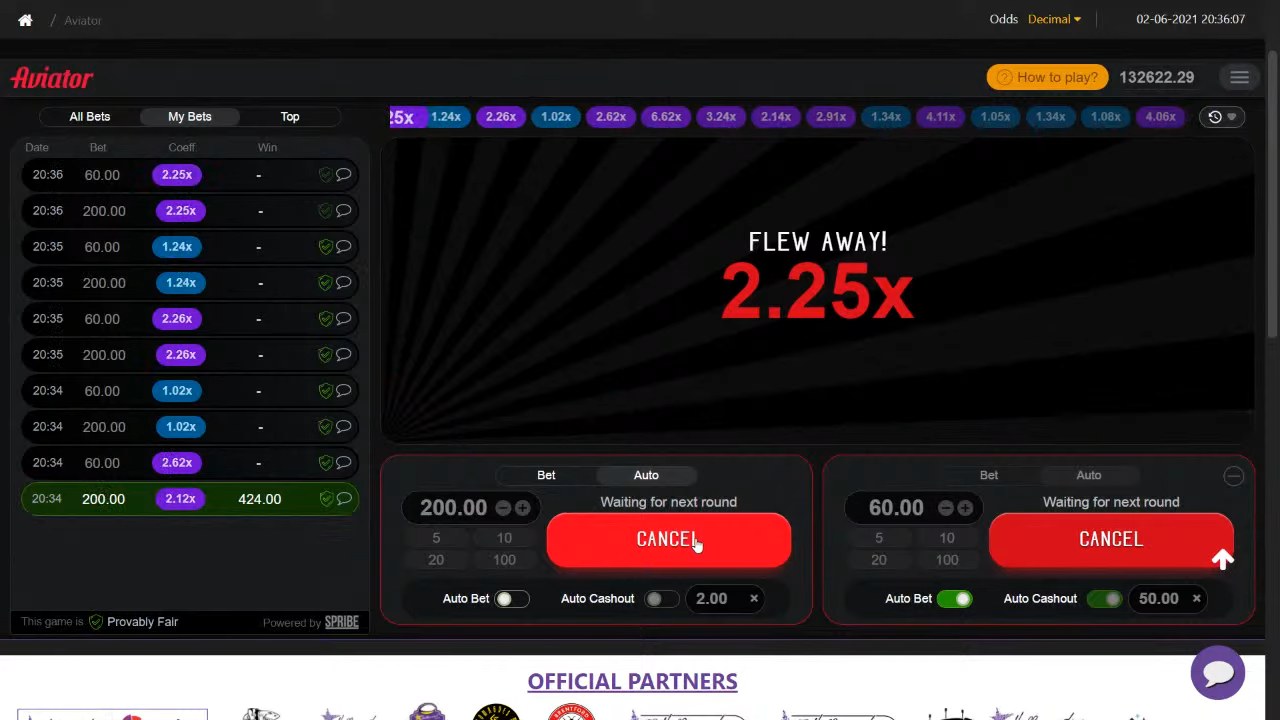 / Aviator
Odds Decimal 02-06-2021 20:36:07
Aviator
? How to play? 132622.29
All Bets My Bets Top
25x 1.24x 2.26x 1.02x 2.62x 6.62x 3.24x 2.14x 2.91x 1.34x 4.11x 1.05x 1.34x 1.08x 4.06x
Date Bet Coeff Win
20:36 60.00 2.25x -
20:36 200.00 2.25x -
20:35 60.00 1.24x -
20:35 200.00 1.24x -
20:35 60.00 2.26x -
20:35 200.00 2.26x -
20:34 60.00 1.02x -
20:34 200.00 1.02x -
20:34 60.00 2.62x -
20:34 200.00 2.12x 424.00
This game is Provably Fair Powered by SPRIBE
FLEW AWAY!
2.25x
Bet Auto
200.00
Waiting for next round
CANCEL
5 10
20 100
Auto Bet Auto Cashout 2.00 ×
Bet Auto
60.00
Waiting for next round
CANCEL
5 10
20 100
Auto Bet Auto Cashout 50.00 ×
OFFICIAL PARTNERS
BRENTFORD